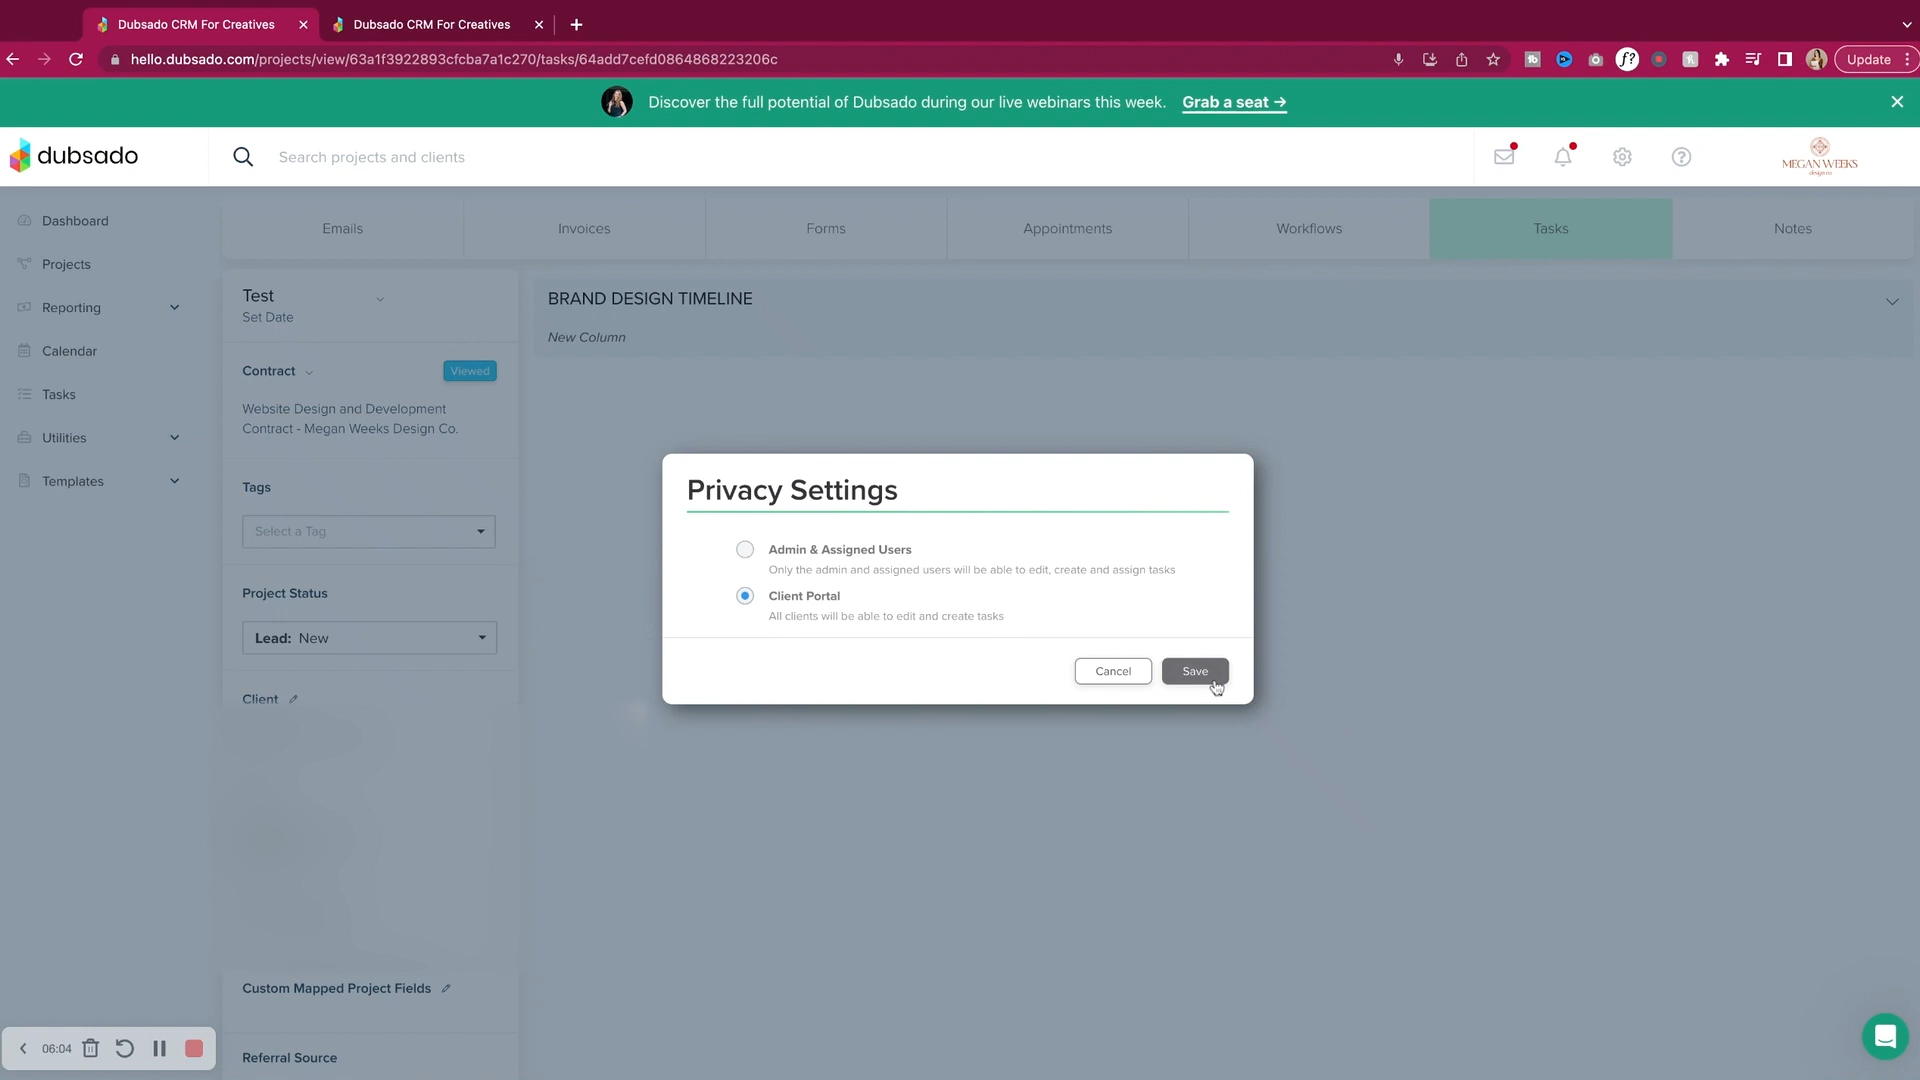 Dubsado CRM For Creatives
Dubsado CRM For Creatives
hello.dubsado.com/projects/view/63a1f3922893cfcba7a1c270/tasks/64add7cefd0864868223206c
Update
Discover the full potential of Dubsado during our live webinars this week. Grab a seat →
dubsado
Search projects and clients
MEGAN WEEKS
design co
Dashboard
Projects
Reporting
Calendar
Tasks
Utilities
Templates
Emails
Invoices
Forms
Appointments
Workflows
Tasks
Notes
Test
Set Date
Contract
Viewed
Website Design and Development
Contract - Megan Weeks Design Co.
Tags
Select a Tag
Project Status
Lead: New
Client
Custom Mapped Project Fields
Referral Source
BRAND DESIGN TIMELINE
New Column
Privacy Settings
Admin & Assigned Users
Only the admin and assigned users will be able to edit, create and assign tasks
Client Portal
All clients will be able to edit and create tasks
Cancel
Save
06:04